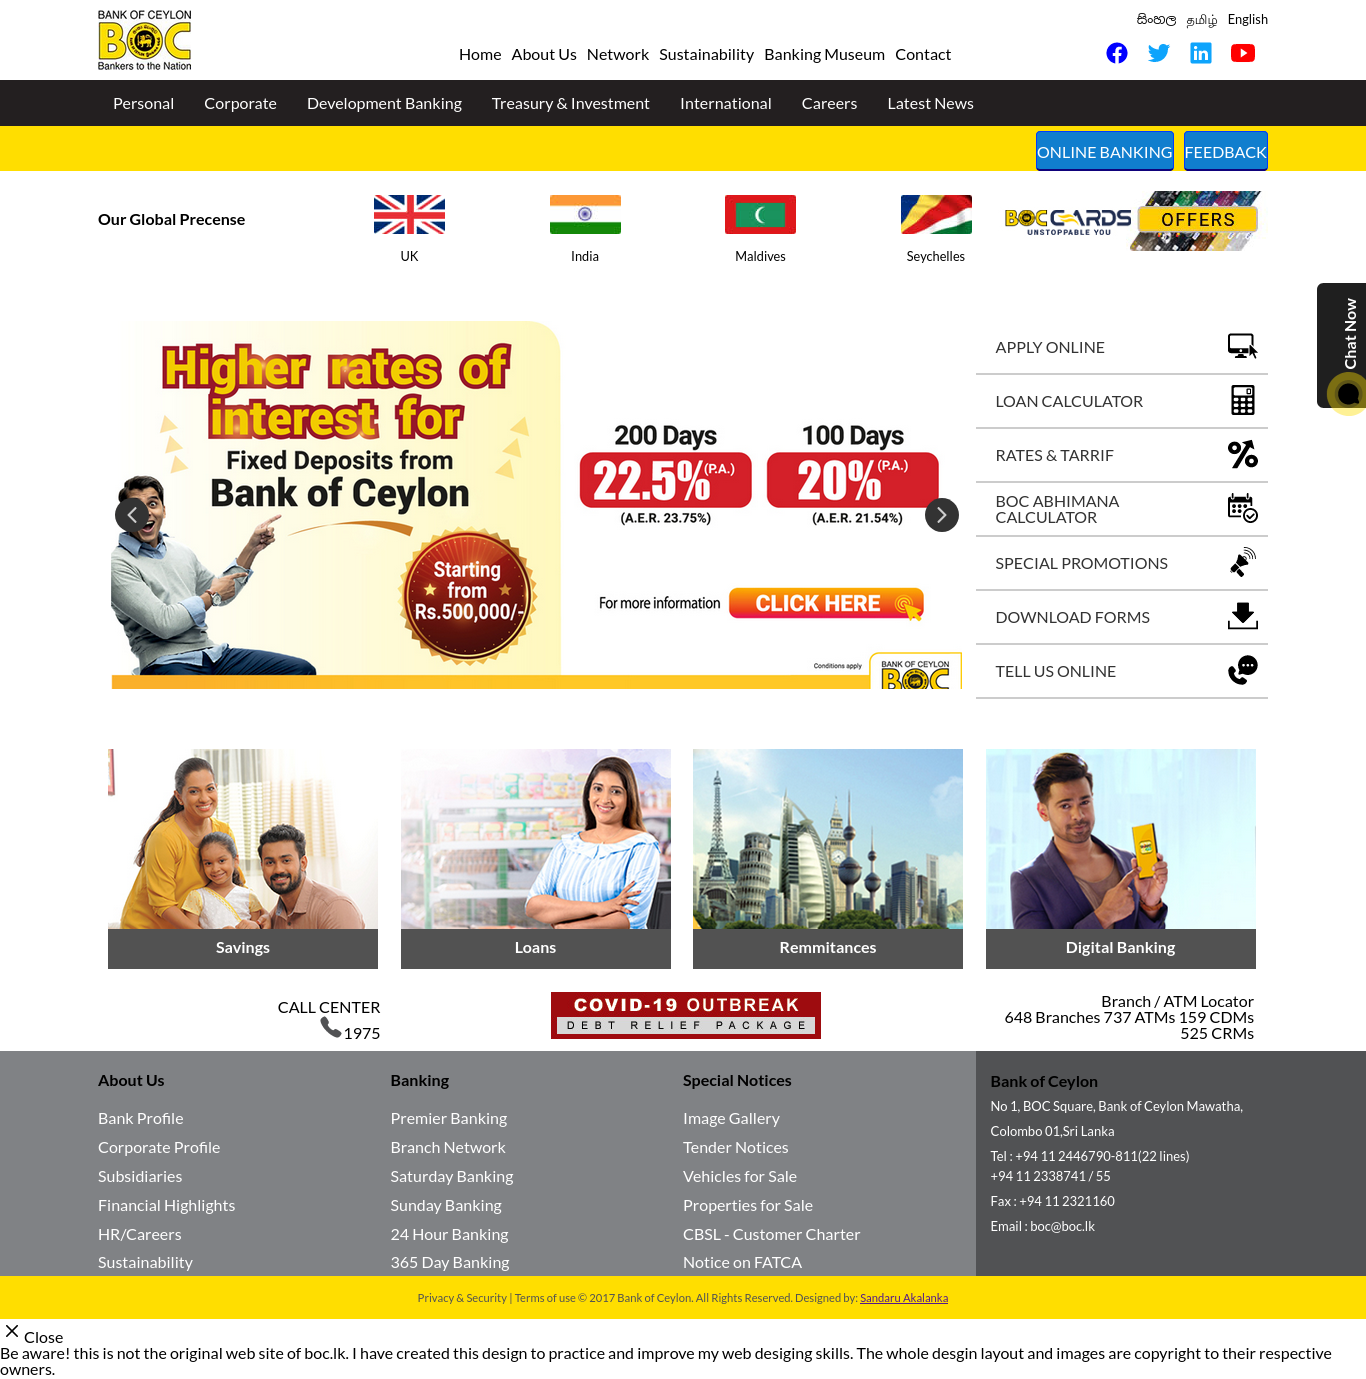 BANK OF CEYLON
BOC
Bankers to the Nation
සිංහල தமிழ் English
Home About Us Network Sustainability Banking Museum Contact
Personal Corporate Development Banking Treasury & Investment International Careers Latest News
ONLINE BANKING FEEDBACK
Our Global Precense
UK
India
Maldives
Seychelles
BOC CARDS
UNSTOPPABLE YOU
OFFERS
Chat Now
Higher rates of
interest for
Fixed Deposits from
Bank of Ceylon
Starting
from
Rs.500,000/-
200 Days
22.5% (P.A.)
(A.E.R. 23.75%)
100 Days
20% (P.A.)
(A.E.R. 21.54%)
For more information CLICK HERE
Conditions apply
BANK OF CEYLON
BOC
APPLY ONLINE
LOAN CALCULATOR
RATES & TARRIF
BOC ABHIMANA
CALCULATOR
SPECIAL PROMOTIONS
DOWNLOAD FORMS
TELL US ONLINE
Savings
Loans
Remmitances
Digital Banking
CALL CENTER
1975
COVID-19 OUTBREAK
DEBT RELIEF PACKAGE
Branch / ATM Locator
648 Branches 737 ATMs 159 CDMs
525 CRMs
About Us
Bank Profile
Corporate Profile
Subsidiaries
Financial Highlights
HR/Careers
Sustainability
Banking
Premier Banking
Branch Network
Saturday Banking
Sunday Banking
24 Hour Banking
365 Day Banking
Special Notices
Image Gallery
Tender Notices
Vehicles for Sale
Properties for Sale
CBSL - Customer Charter
Notice on FATCA
Bank of Ceylon
No 1, BOC Square, Bank of Ceylon Mawatha,
Colombo 01,Sri Lanka
Tel : +94 11 2446790-811(22 lines)
+94 11 2338741 / 55
Fax : +94 11 2321160
Email : boc@boc.lk
Privacy & Security | Terms of use © 2017 Bank of Ceylon. All Rights Reserved. Designed by: Sandaru Akalanka
Close
Be aware! this is not the original web site of boc.lk. I have created this design to practice and improve my web desiging skills. The whole desgin layout and images are copyright to their respective
owners.